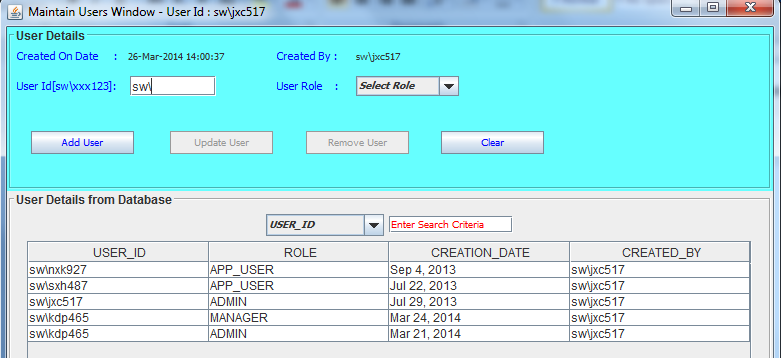 Maintain Users Window - User Id : sw\jxc517
User Details
Created On Date : 26-Mar-2014 14:00:37 Created By : sw\jxc517
User Id[sw\xxx123]: sw\ User Role : Select Role
Add User Update User Remove User Clear
User Details from Database
USER_ID Enter Search Criteria
USER_ID ROLE CREATION_DATE CREATED_BY
sw\nxk927 APP_USER Sep 4, 2013 sw\jxc517
sw\sxh487 APP_USER Jul 22, 2013 sw\jxc517
sw\jxc517 ADMIN Jul 29, 2013 sw\jxc517
sw\kdp465 MANAGER Mar 24, 2014 sw\jxc517
sw\kdp465 ADMIN Mar 21, 2014 sw\jxc517